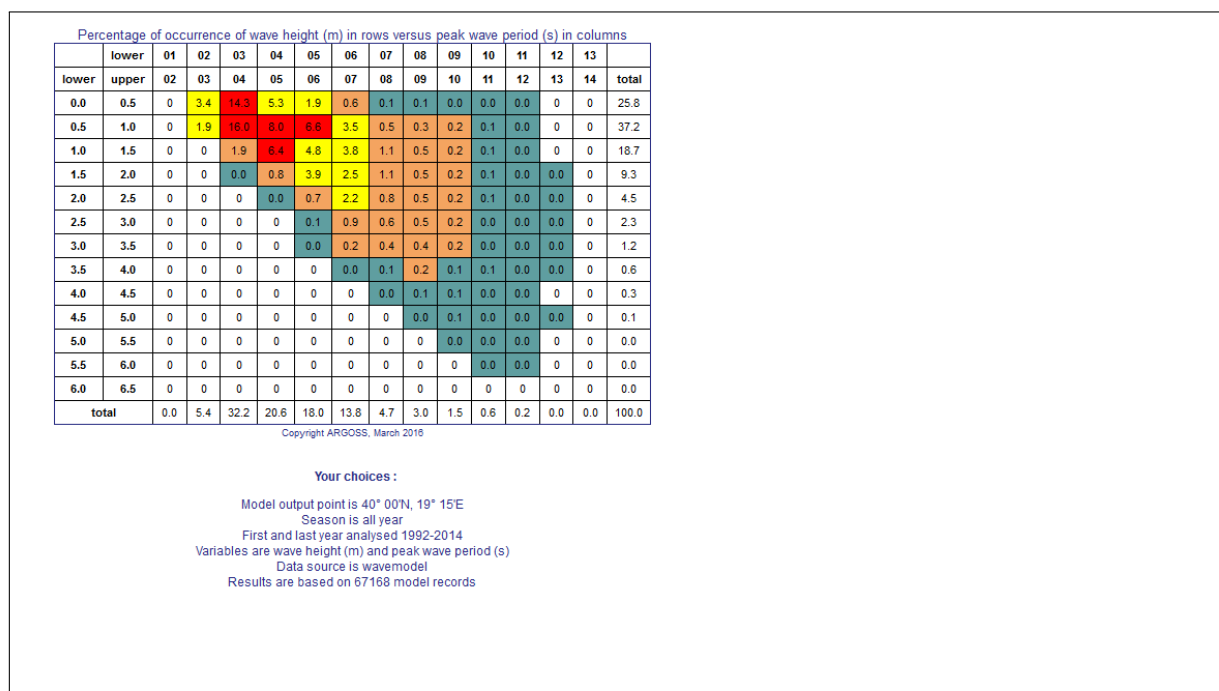 Percentage of occurrence of wave height (m) in rows versus peak wave period (s) in columns
lower 01 02 03 04 05 06 07 08 09 10 11 12 13
lower upper 02 03 04 05 06 07 08 09 10 11 12 13 14 total
0.0 0.5 0 3.4 14.3 5.3 1.9 0.6 0.1 0.1 0.0 0.0 0.0 0 0 25.8
0.5 1.0 0 1.9 16.0 8.0 6.6 3.5 0.5 0.3 0.2 0.1 0.0 0 0 37.2
1.0 1.5 0 0 1.9 6.4 4.8 3.8 1.1 0.5 0.2 0.1 0.0 0 0 18.7
1.5 2.0 0 0 0.0 0.8 3.9 2.5 1.1 0.5 0.2 0.1 0.0 0.0 0 9.3
2.0 2.5 0 0 0 0.0 0.7 2.2 0.8 0.5 0.2 0.1 0.0 0.0 0 4.5
2.5 3.0 0 0 0 0 0.1 0.9 0.6 0.5 0.2 0.0 0.0 0.0 0 2.3
3.0 3.5 0 0 0 0 0.0 0.2 0.4 0.4 0.2 0.0 0.0 0.0 0 1.2
3.5 4.0 0 0 0 0 0 0.0 0.1 0.2 0.1 0.1 0.0 0.0 0 0.6
4.0 4.5 0 0 0 0 0 0 0.0 0.1 0.1 0.0 0.0 0 0 0.3
4.5 5.0 0 0 0 0 0 0 0 0.0 0.1 0.0 0.0 0.0 0 0.1
5.0 5.5 0 0 0 0 0 0 0 0 0.0 0.0 0.0 0 0 0.0
5.5 6.0 0 0 0 0 0 0 0 0 0 0.0 0.0 0 0 0.0
6.0 6.5 0 0 0 0 0 0 0 0 0 0 0 0 0 0.0
total 0.0 5.4 32.2 20.6 18.0 13.8 4.7 3.0 1.5 0.6 0.2 0.0 0.0 100.0
Copyright ARGOSS, March 2016
Your choices :
Model output point is 40° 00'N, 19° 15'E
Season is all year
First and last year analysed 1992-2014
Variables are wave height (m) and peak wave period (s)
Data source is wavemodel
Results are based on 67168 model records